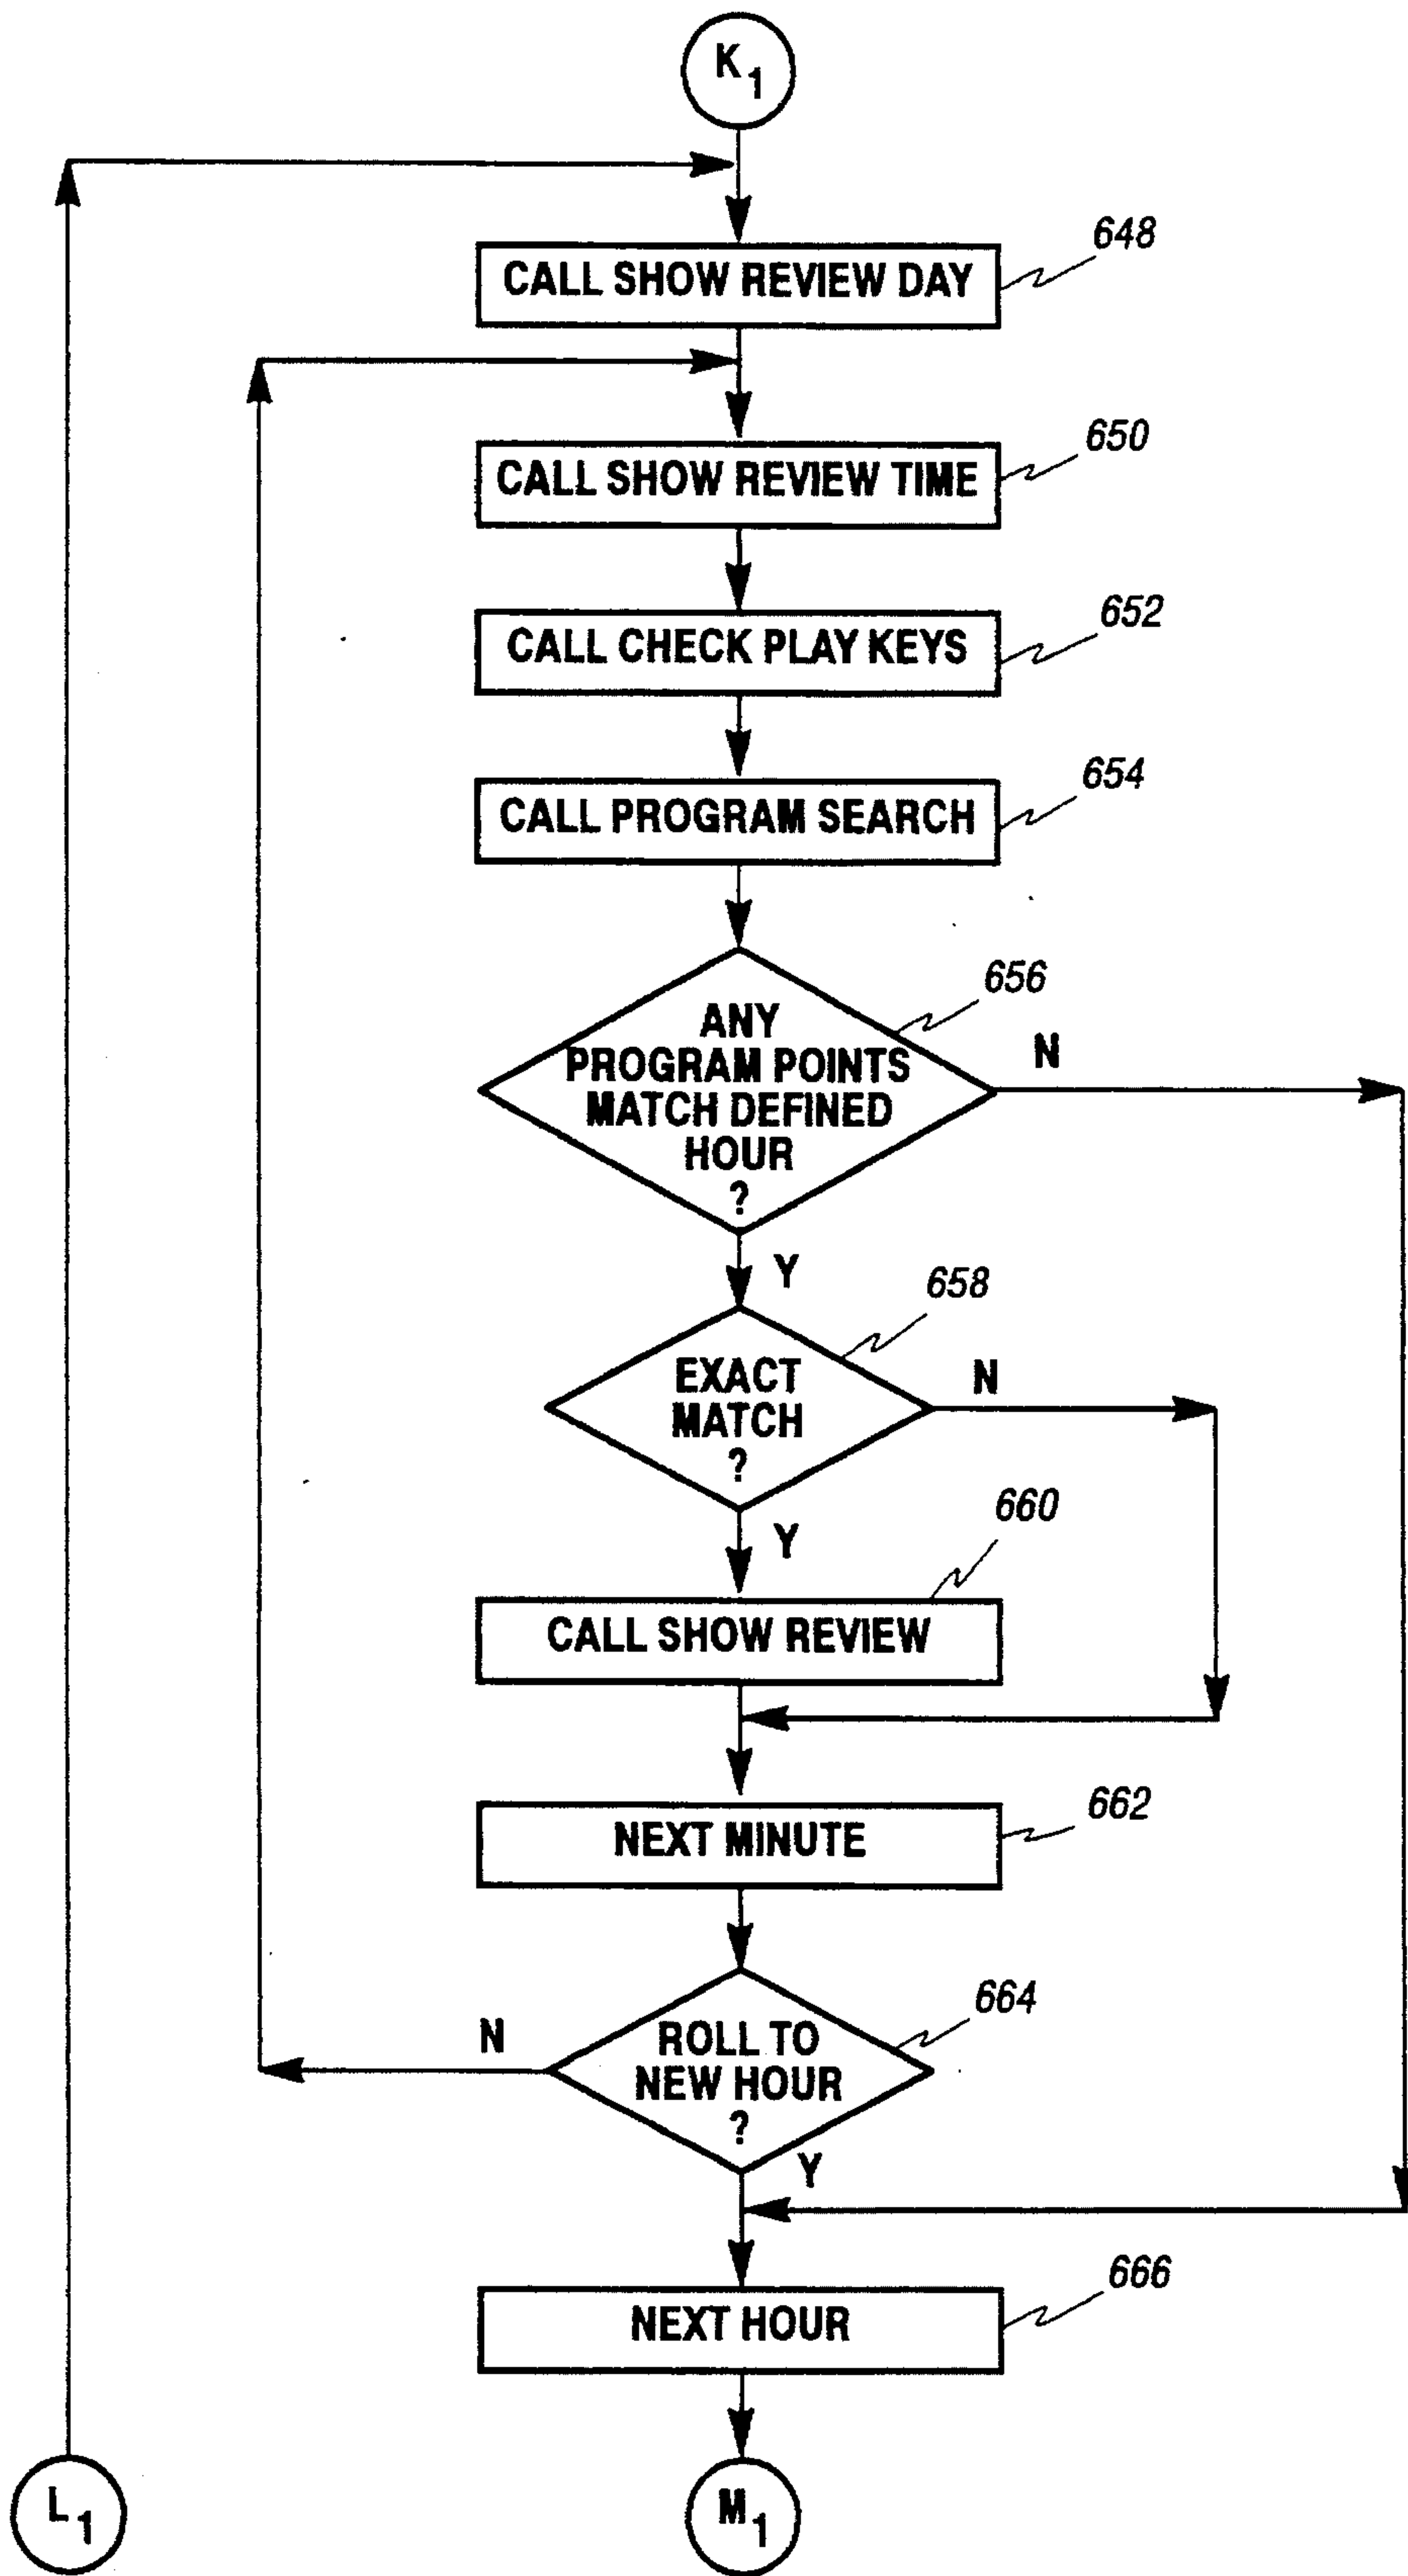 K1
648
CALL SHOW REVIEW DAY
650
CALL SHOW REVIEW TIME
652
CALL CHECK PLAY KEYS
654
CALL PROGRAM SEARCH
656
ANY
PROGRAM POINTS
MATCH DEFINED
HOUR
?
N
Y
658
EXACT
MATCH
?
N
Y
660
CALL SHOW REVIEW
662
NEXT MINUTE
664
ROLL TO
NEW HOUR
?
N
Y
666
NEXT HOUR
L1
M1